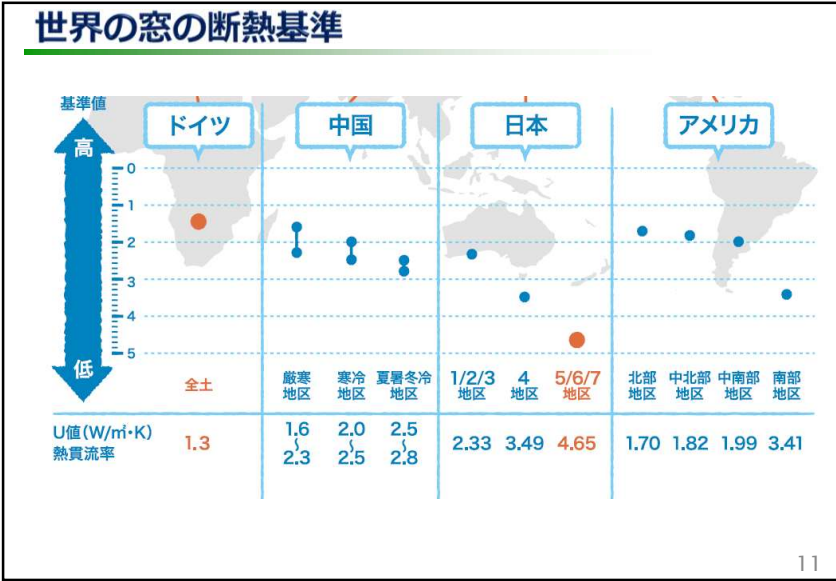 世界の窓の断熱基準
基準値
高
低
0
1
2
3
4
5
ドイツ
中国
日本
アメリカ
全土
厳寒
地区
寒冷
地区
夏暑冬冷
地区
1/2/3
地区
4
地区
5/6/7
地区
北部
地区
中北部
地区
中南部
地区
南部
地区
U値(W/㎡・K)
熱貫流率
1.3
1.6
〜
2.3
2.0
〜
2.5
2.5
〜
2.8
2.33
3.49
4.65
1.70
1.82
1.99
3.41
11